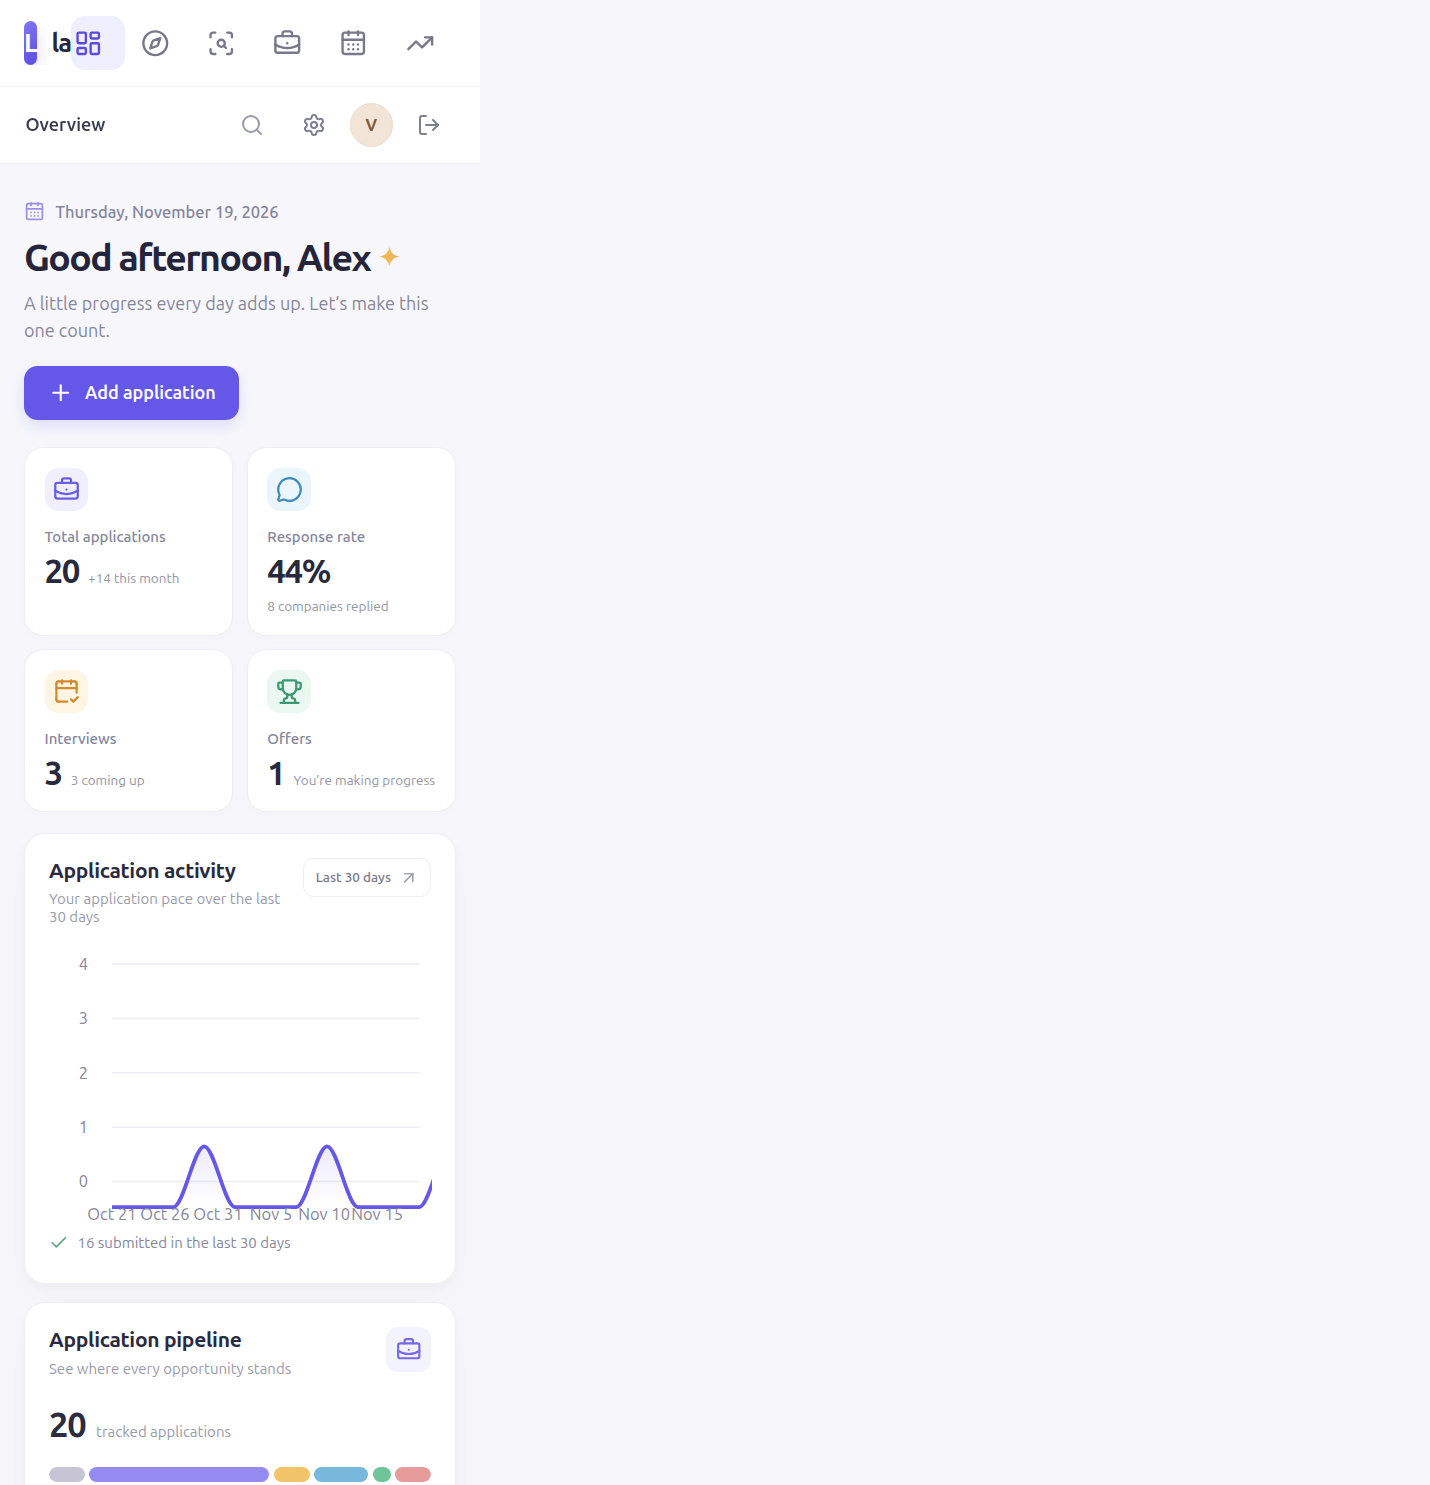 L la
Overview
V
Thursday, November 19, 2026
Good afternoon, Alex
A little progress every day adds up. Let’s make this
one count.
Add application
Total applications
20 +14 this month
Response rate
44%
8 companies replied
Interviews
3 3 coming up
Offers
1 You’re making progress
Application activity
Last 30 days
Your application pace over the last
30 days
4
3
2
1
0
Oct 21 Oct 26 Oct 31 Nov 5 Nov 10 Nov 15
16 submitted in the last 30 days
Application pipeline
See where every opportunity stands
20 tracked applications